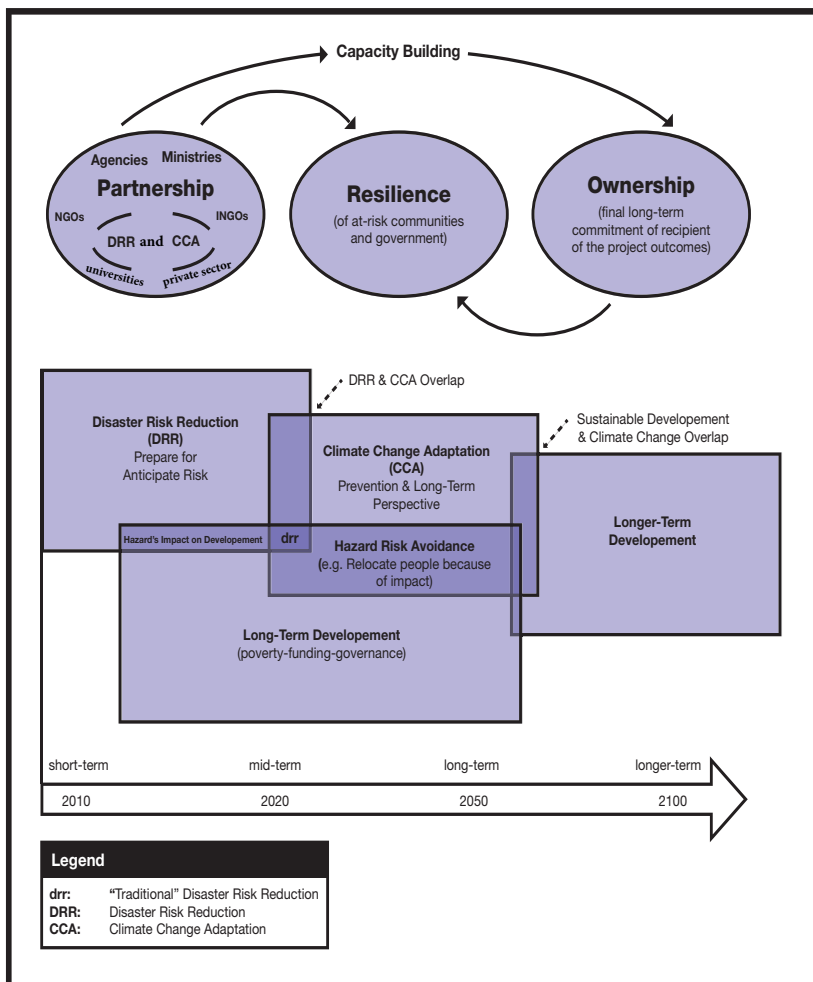 Capacity Building
Agencies
Ministries
Partnership
NGOs
INGOs
DRR and CCA
universities
private sector
Resilience
(of at-risk communities
and government)
Ownership
(final long-term
commitment of recipient
of the project outcomes)
DRR & CCA Overlap
Disaster Risk Reduction
(DRR)
Prepare for
Anticipate Risk
Climate Change Adaptation
(CCA)
Prevention & Long-Term
Perspective
Sustainable Developement
& Climate Change Overlap
Longer-Term
Developement
Hazard's Impact on Developement
drr
Hazard Risk Avoidance
(e.g. Relocate people because
of impact)
Long-Term Developement
(poverty-funding-governance)
short-term
mid-term
long-term
longer-term
2010
2020
2050
2100
Legend
drr: "Traditional" Disaster Risk Reduction
DRR: Disaster Risk Reduction
CCA: Climate Change Adaptation